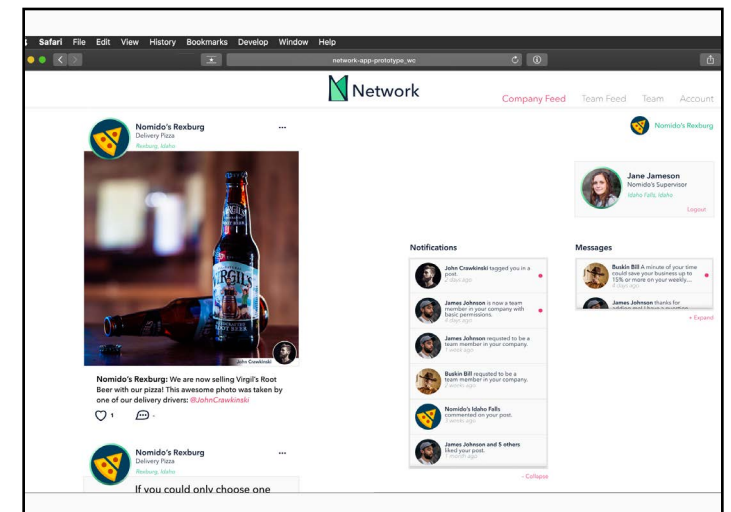 Safari File Edit View History Bookmarks Develop Window Help
network-app-prototype_wc
Network
Company Feed Team Feed Team Account
Nomido's Rexburg
Nomido's Rexburg
Delivery Pizza
Rexburg, Idaho
Jane Jameson
Nomido's Supervisor
Idaho Falls, Idaho
Logout
VIRGIL'S
ROOT BEER
John Crawkinski
Nomido's Rexburg: We are now selling Virgil's Root
Beer with our pizza! This awesome photo was taken by
one of our delivery drivers: @JohnCrawkinski
1 -
Notifications
John Crawkinski tagged you in a
post.
2 days ago
James Johnson is now a team
member in your company with
basic permissions.
4 days ago
James Johnson requsted to be a
team member in your company.
1 week ago
Buskin Bill requsted to be a
team member in your company.
2 weeks ago
Nomido's Idaho Falls
commented on your post.
3 weeks ago
James Johnson and 5 others
liked your post.
1 month ago
- Collapse
Messages
Buskin Bill A minute of your time
could save your business up to
15% or more on your weekly...
4 days ago
James Johnson thanks for
adding me! I have a question
+ Expand
Nomido's Rexburg
Delivery Pizza
Rexburg, Idaho
If you could only choose one